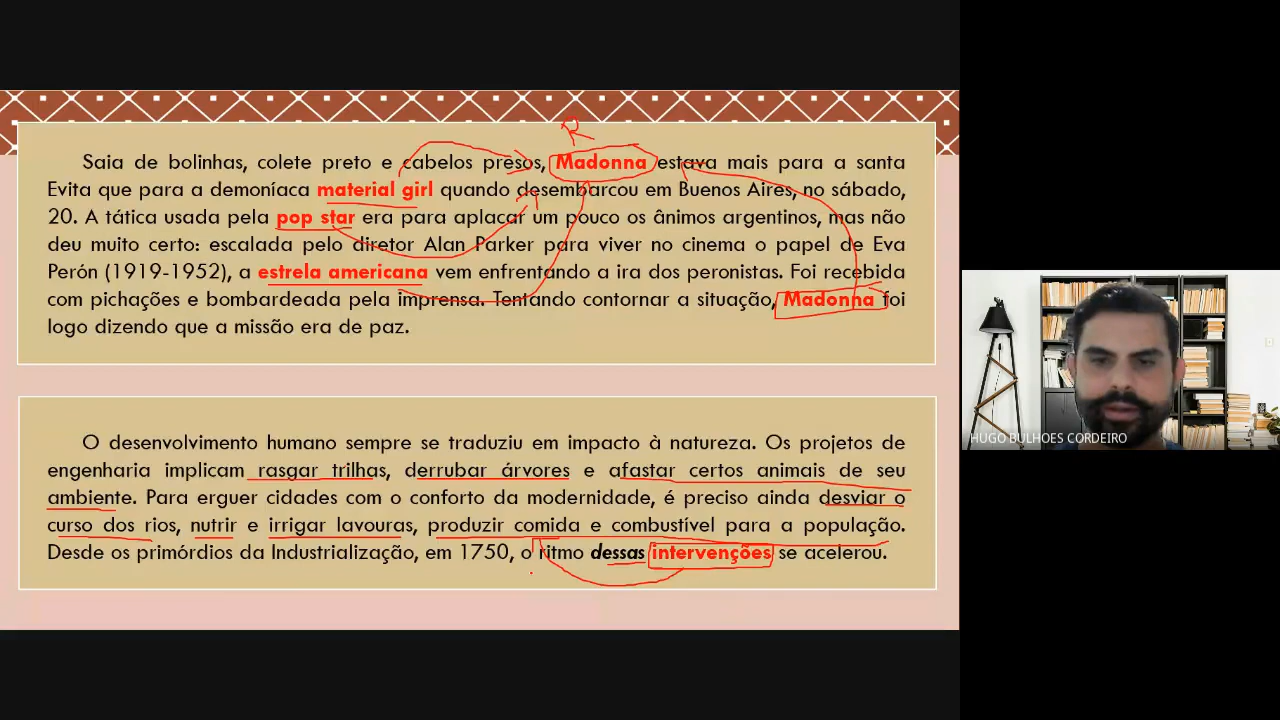 R
Saia de bolinhas, colete preto e cabelos presos, Madonna estava mais para a santa
Evita que para a demoníaca material girl quando desembarcou em Buenos Aires, no sábado,
20. A tática usada pela pop star era para aplacar um pouco os ânimos argentinos, mas não
deu muito certo: escalada pelo diretor Alan Parker para viver no cinema o papel de Eva
Perón (1919-1952), a estrela americana vem enfrentando a ira dos peronistas. Foi recebida
com pichações e bombardeada pela imprensa. Tentando contornar a situação, Madonna foi
logo dizendo que a missão era de paz.
O desenvolvimento humano sempre se traduziu em impacto à natureza. Os projetos de
engenharia implicam rasgar trilhas, derrubar árvores e afastar certos animais de seu
ambiente. Para erguer cidades com o conforto da modernidade, é preciso ainda desviar o
curso dos rios, nutrir e irrigar lavouras, produzir comida e combustível para a população.
Desde os primórdios da Industrialização, em 1750, o ritmo dessas intervenções se acelerou.
HUGO BULHOES CORDEIRO